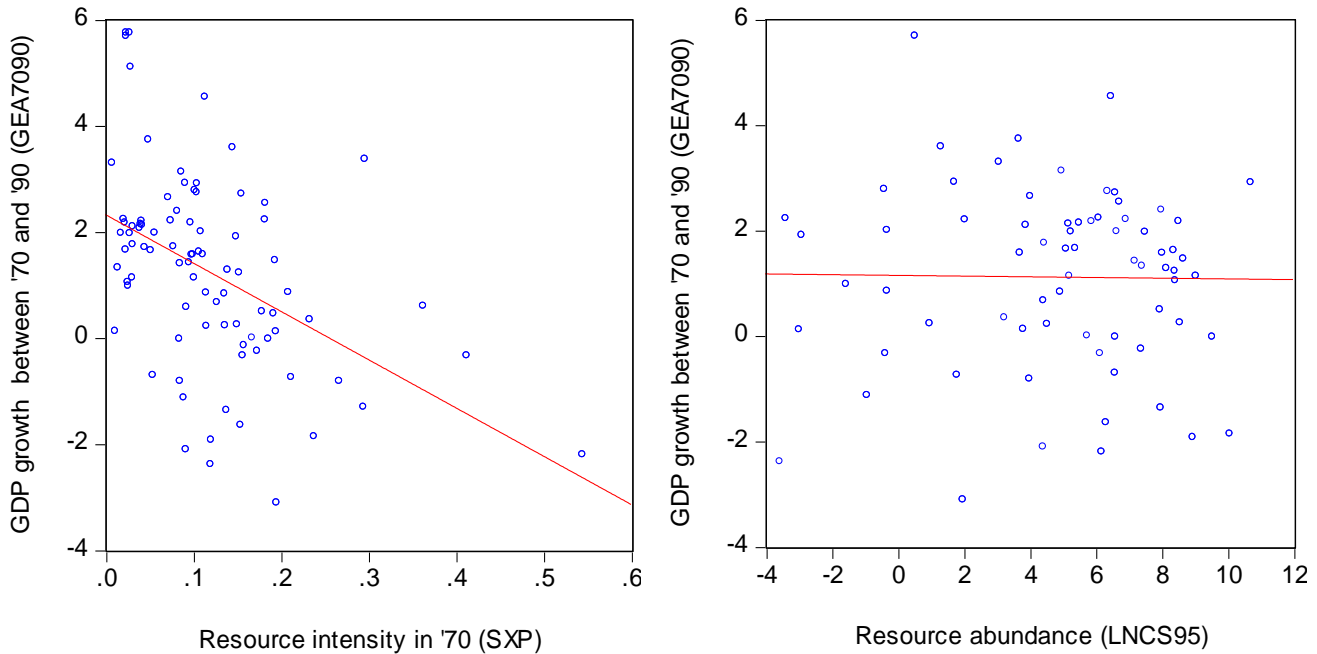 GDP growth  between '70 and '90 (GEA7090)
6
4
2
0
-2
-4
.0 .1 .2 .3 .4 .5 .6
Resource intensity in '70 (SXP)
GDP growth between '70 and '90 (GEA7090)
6
4
2
0
-2
-4
-4 -2 0 2 4 6 8 10 12
Resource abundance (LNCS95)